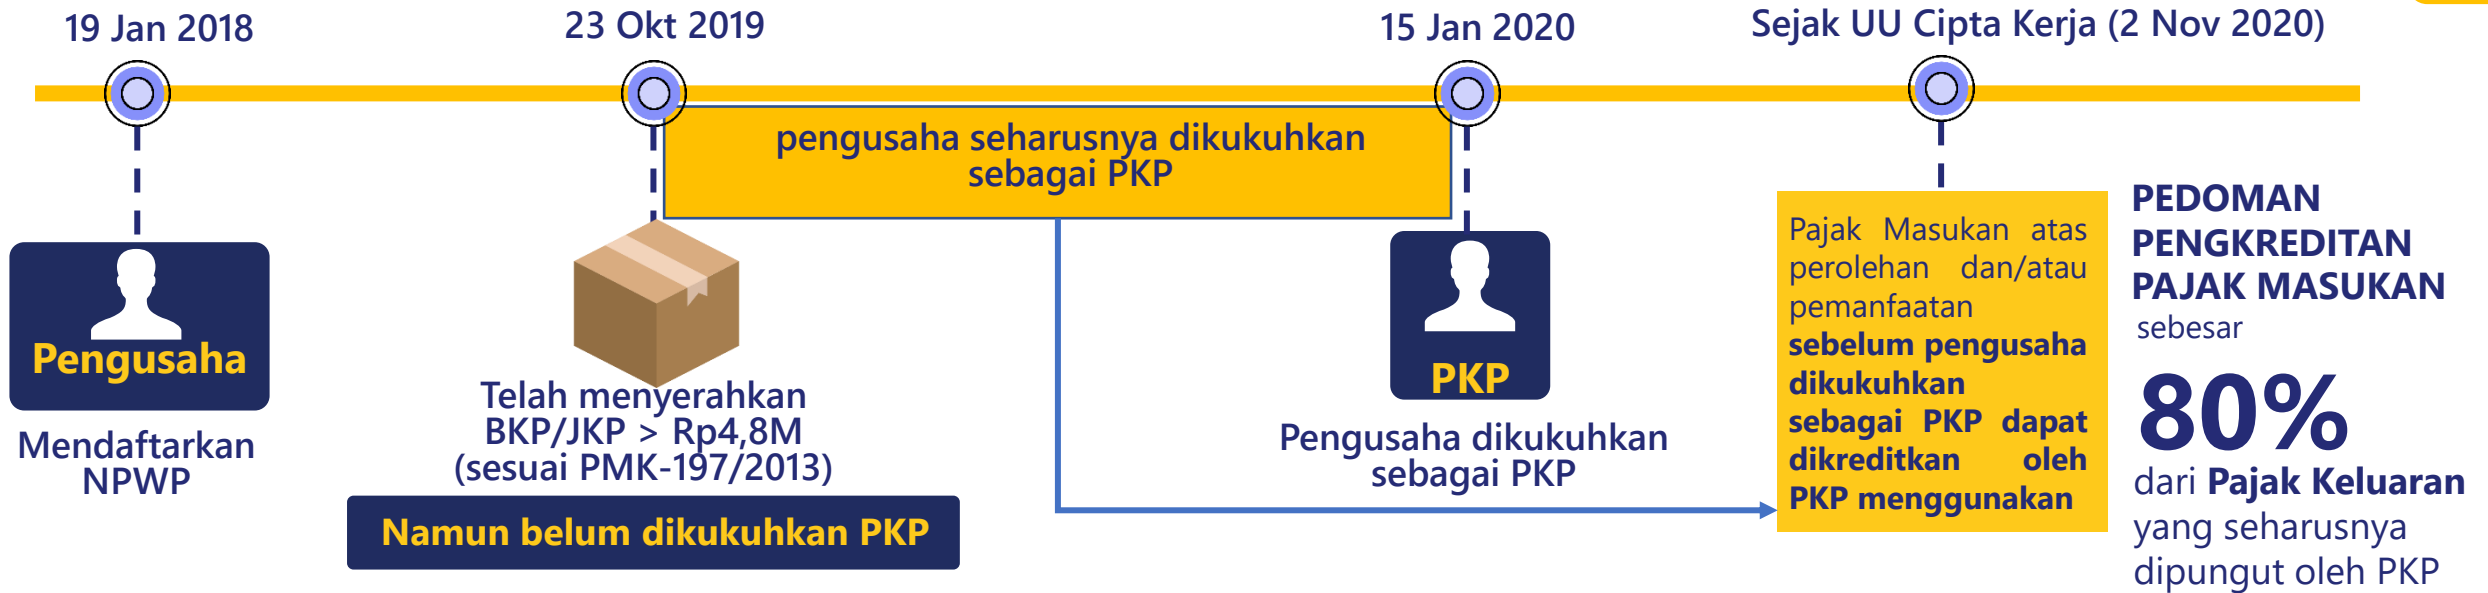 19 Jan 2018
23 Okt 2019
15 Jan 2020
Sejak UU Cipta Kerja (2 Nov 2020)
pengusaha seharusnya dikukuhkan
sebagai PKP
Pengusaha
Mendaftarkan
NPWP
Telah menyerahkan
BKP/JKP > Rp4,8M
(sesuai PMK-197/2013)
Namun belum dikukuhkan PKP
PKP
Pengusaha dikukuhkan
sebagai PKP
Pajak Masukan atas
perolehan dan/atau
pemanfaatan
sebelum pengusaha
dikukuhkan
sebagai PKP dapat
dikreditkan oleh
PKP menggunakan
PEDOMAN
PENGKREDITAN
PAJAK MASUKAN
sebesar
80%
dari Pajak Keluaran
yang seharusnya
dipungut oleh PKP